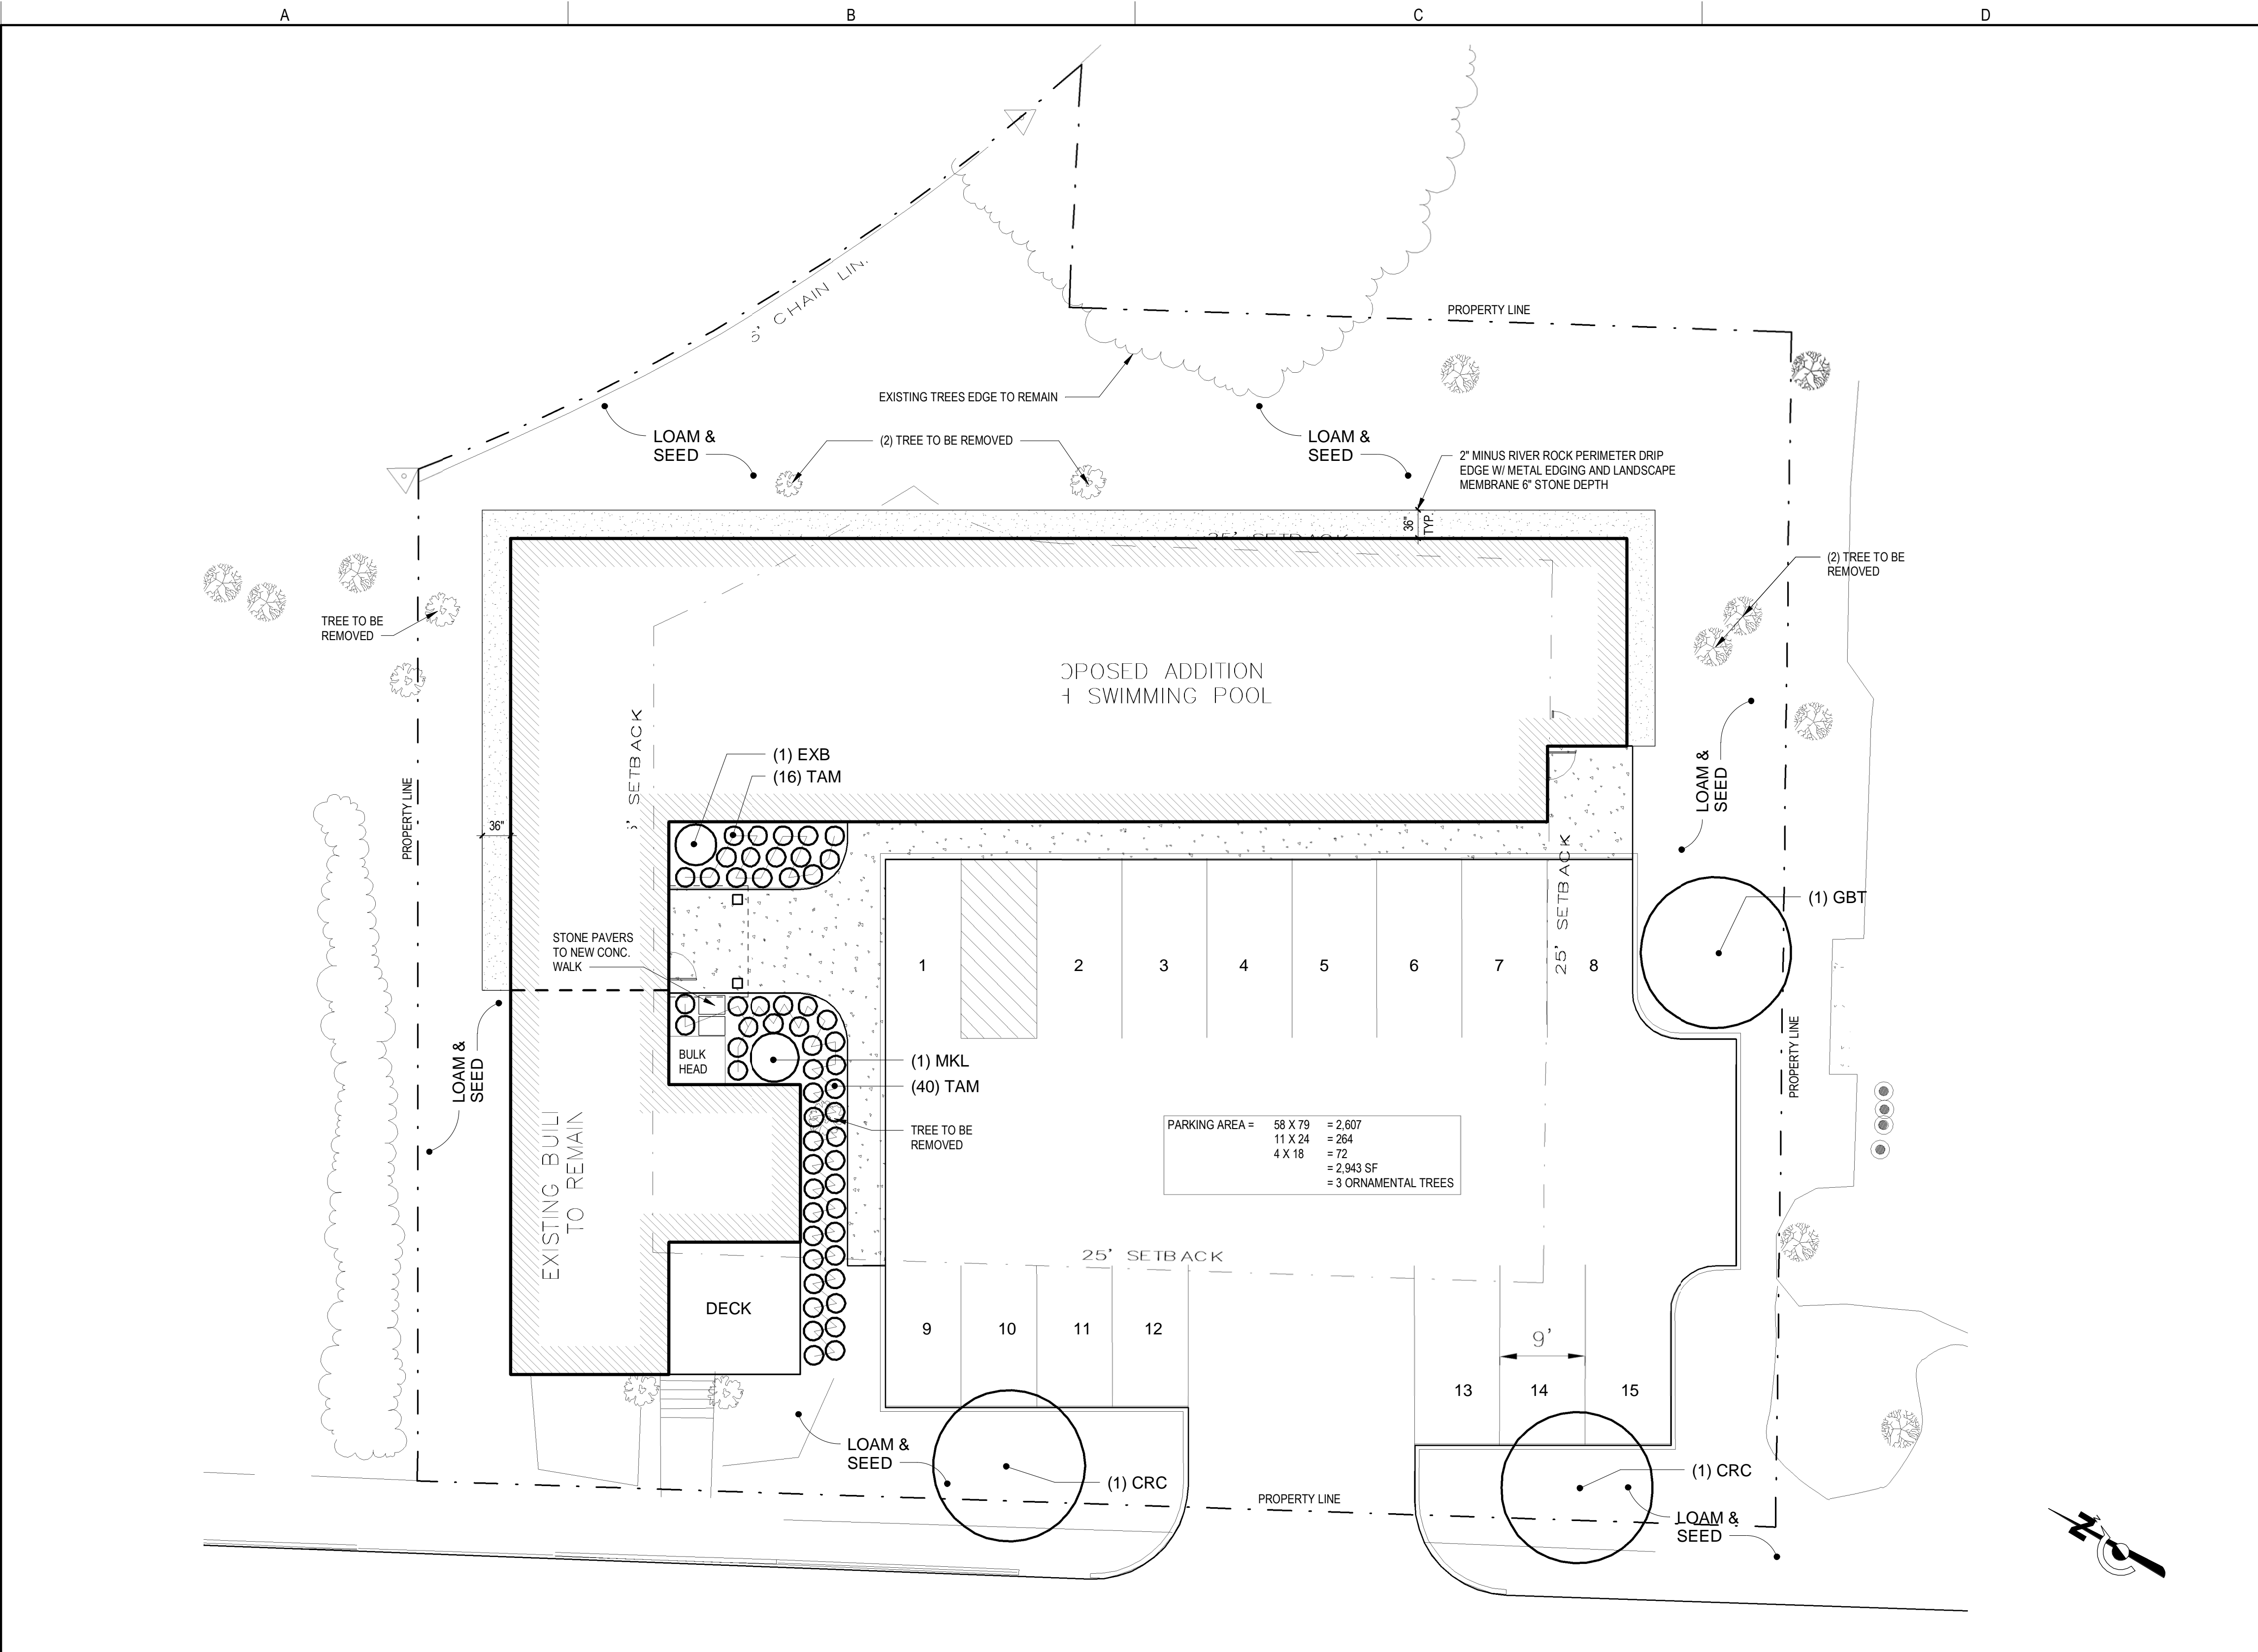 A
B
C
D
PROPERTY LINE
6' CHAIN LIN
EXISTING TREES EDGE TO REMAIN
LOAM &
SEED
(2) TREE TO BE REMOVED
LOAM &
SEED
2" MINUS RIVER ROCK PERIMETER DRIP
EDGE W/ METAL EDGING AND LANDSCAPE
MEMBRANE 6" STONE DEPTH
36"
TYP.
25' SETBACK
(2) TREE TO BE
REMOVED
TREE TO BE
REMOVED
OPOSED ADDITION
H SWIMMING POOL
5' SETBACK
(1) EXB
(16) TAM
LOAM &
SEED
PROPERTY LINE
36"
25' SETBACK
(1) GBT
STONE PAVERS
TO NEW CONC.
WALK
1
2
3
4
5
6
7
8
LOAM &
SEED
BULK
HEAD
(1) MKL
(40) TAM
PROPERTY LINE
TREE TO BE
REMOVED
PARKING AREA = 58 X 79 = 2,607
11 X 24 = 264
4 X 18 = 72
= 2,943 SF
= 3 ORNAMENTAL TREES
EXISTING BUIL
TO REMAIN
25' SETBACK
DECK
9
10
11
12
9'
13
14
15
LOAM &
SEED
(1) CRC
(1) CRC
PROPERTY LINE
LOAM &
SEED
N